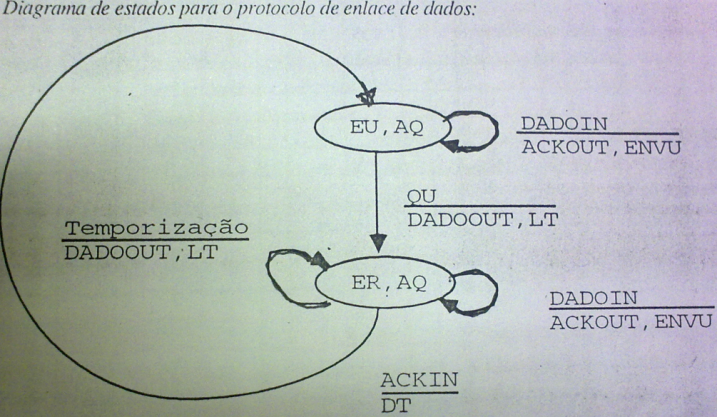 Diagrama de estados para o protocolo de enlace de dados:
EU,AQ
DADOIN
ACKOUT,ENVU
QU
DADOOUT,LT
Temporização
DADOOUT,LT
ER,AQ
DADOIN
ACKOUT,ENVU
ACKIN
DT